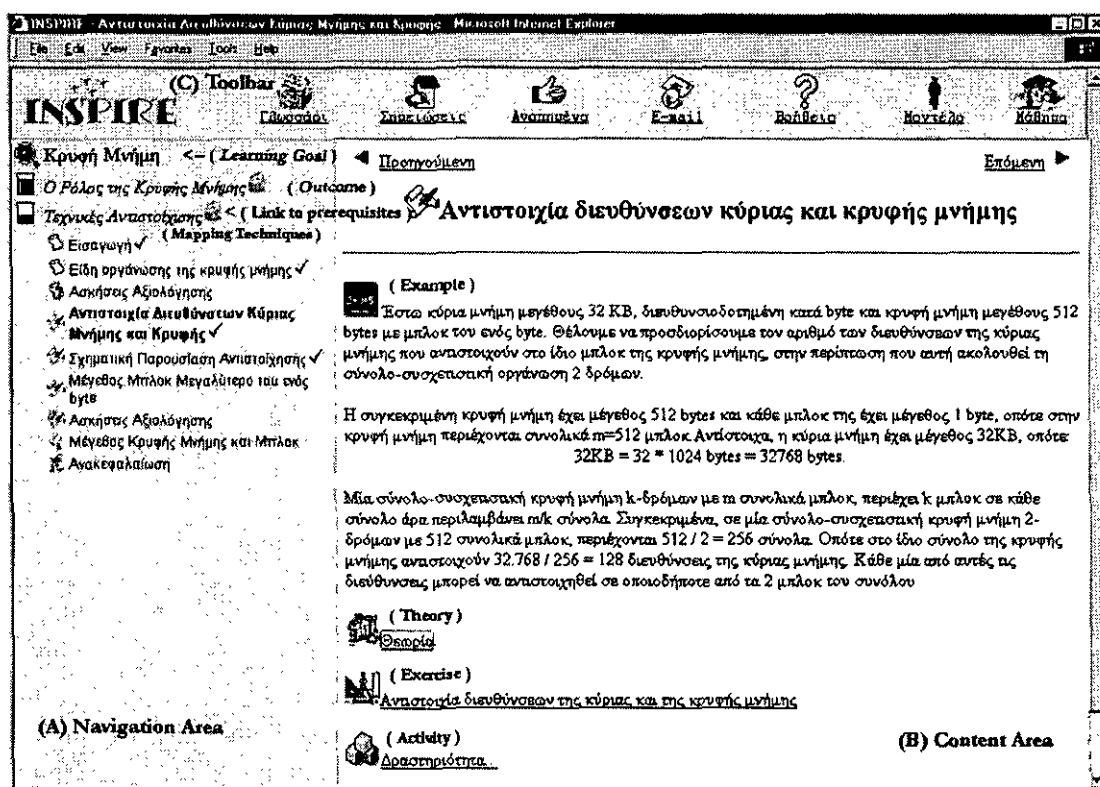 INSPIRE - Αντιστοιχία Διευθύνσεων Κύριας Μνήμης και Κρυφής - Microsoft Internet Explorer
File Edit View Favorites Tools Help
(C) Toolbar
INSPIRE
Γλωσσάρι Σημειώσεις Αγαπημένα E-mail Βοήθεια Μοντέλο Μάθημα
Κρυφή Μνήμη <– ( Learning Goal )
Ο Ρόλος της Κρυφής Μνήμης ( Outcome )
Τεχνικές Αντιστοίχισης < ( Link to prerequisites )
( Mapping Techniques )
Εισαγωγή ✓
Είδη οργάνωσης της κρυφής μνήμης ✓
Ασκήσεις Αξιολόγησης
Αντιστοιχία Διευθύνσεων Κύριας
Μνήμης και Κρυφής ✓
Σχηματική Παρουσίαση Αντιστοίχησής ✓
Μέγεθος Μπλοκ Μεγαλύτερο του ενός
byte
Ασκήσεις Αξιολόγησης
Μέγεθος Κρυφής Μνήμης και Μπλοκ
Ανακεφαλαίωση
(A) Navigation Area
Προηγούμενη Επόμενη
Αντιστοιχία διευθύνσεων κύριας και κρυφής μνήμης
( Example )
Έστω κύρια μνήμη μεγέθους 32 KB, διευθυνσιοδοτημένη κατά byte και κρυφή μνήμη μεγέθους 512
bytes με μπλοκ του ενός byte. Θέλουμε να προσδιορίσουμε τον αριθμό των διευθύνσεων της κύριας
μνήμης που αντιστοιχούν στο ίδιο μπλοκ της κρυφής μνήμης, στην περίπτωση που αυτή ακολουθεί τη
σύνολο-συσχετιστική οργάνωση 2 δρόμων.
Η συγκεκριμένη κρυφή μνήμη έχει μέγεθος 512 bytes και κάθε μπλοκ της έχει μέγεθος 1 byte, οπότε στην
κρυφή μνήμη περιέχονται συνολικά m=512 μπλοκ. Αντίστοιχα, η κύρια μνήμη έχει μέγεθος 32KB, οπότε:
32KB = 32 * 1024 bytes = 32768 bytes.
Μία σύνολο-συσχετιστική κρυφή μνήμη k-δρόμων με m συνολικά μπλοκ, περιέχει k μπλοκ σε κάθε
σύνολο άρα περιλαμβάνει m/k σύνολα. Συγκεκριμένα, σε μία σύνολο-συσχετιστική κρυφή μνήμη 2-
δρόμων με 512 συνολικά μπλοκ, περιέχονται 512 / 2 = 256 σύνολα. Οπότε στο ίδιο σύνολο της κρυφής
μνήμης αντιστοιχούν 32.768 / 256 = 128 διευθύνσεις της κύριας μνήμης. Κάθε μία από αυτές τις
διεύθυνσεις μπορεί να αντιστοιχηθεί σε οποιοδήποτε από τα 2 μπλοκ του συνόλου
( Theory )
Θεωρία
( Exercise )
Αντιστοιχία διευθύνσεων της κύριας και της κρυφής μνήμης
( Activity )
Δραστηριότητα
(B) Content Area